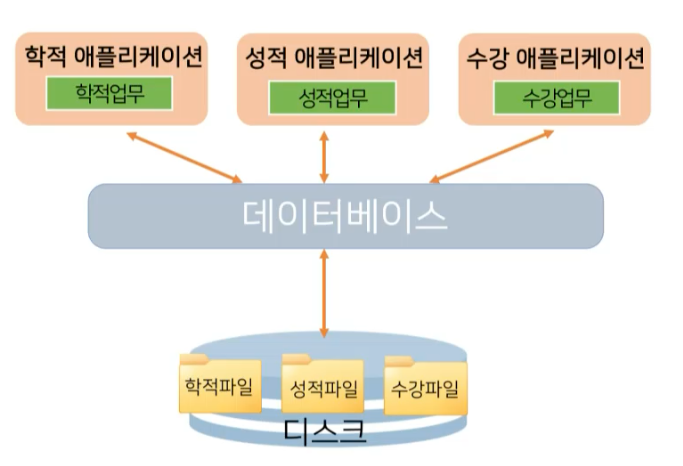 학적 애플리케이션
학적업무
성적 애플리케이션
성적업무
수강 애플리케이션
수강업무
데이터베이스
학적파일
성적파일
수강파일
디스크